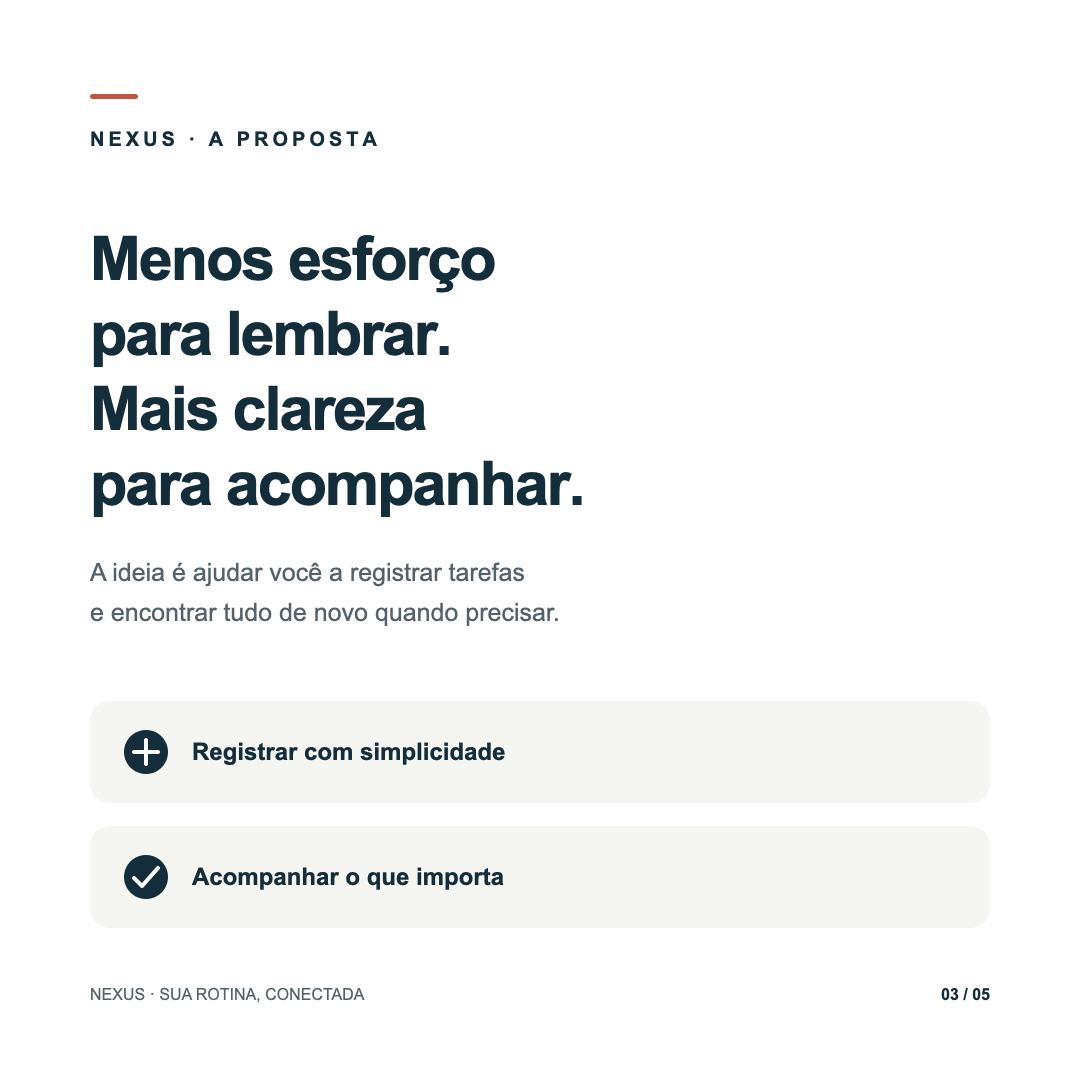 NEXUS · A PROPOSTA
Menos esforço
para lembrar.
Mais clareza
para acompanhar.
A ideia é ajudar você a registrar tarefas
e encontrar tudo de novo quando precisar.
Registrar com simplicidade
Acompanhar o que importa
NEXUS · SUA ROTINA, CONECTADA
03 / 05